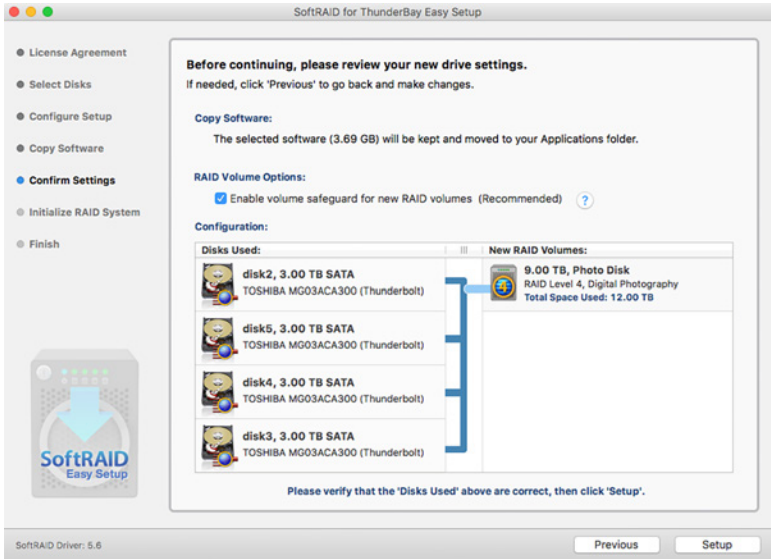 SoftRAID for ThunderBay Easy Setup
License Agreement
Select Disks
Configure Setup
Copy Software
Confirm Settings
Initialize RAID System
Finish
SoftRAID
Easy Setup
Before continuing, please review your new drive settings.
If needed, click 'Previous' to go back and make changes.
Copy Software:
The selected software (3.69 GB) will be kept and moved to your Applications folder.
RAID Volume Options:
Enable volume safeguard for new RAID volumes (Recommended) ?
Configuration:
Disks Used:
disk2, 3.00 TB SATA
TOSHIBA MG03ACA300 (Thunderbolt)
disk5, 3.00 TB SATA
TOSHIBA MG03ACA300 (Thunderbolt)
disk4, 3.00 TB SATA
TOSHIBA MG03ACA300 (Thunderbolt)
disk3, 3.00 TB SATA
TOSHIBA MG03ACA300 (Thunderbolt)
New RAID Volumes:
9.00 TB, Photo Disk
RAID Level 4, Digital Photography
Total Space Used: 12.00 TB
4
Please verify that the 'Disks Used' above are correct, then click 'Setup'.
SoftRAID Driver: 5.6
Previous
Setup